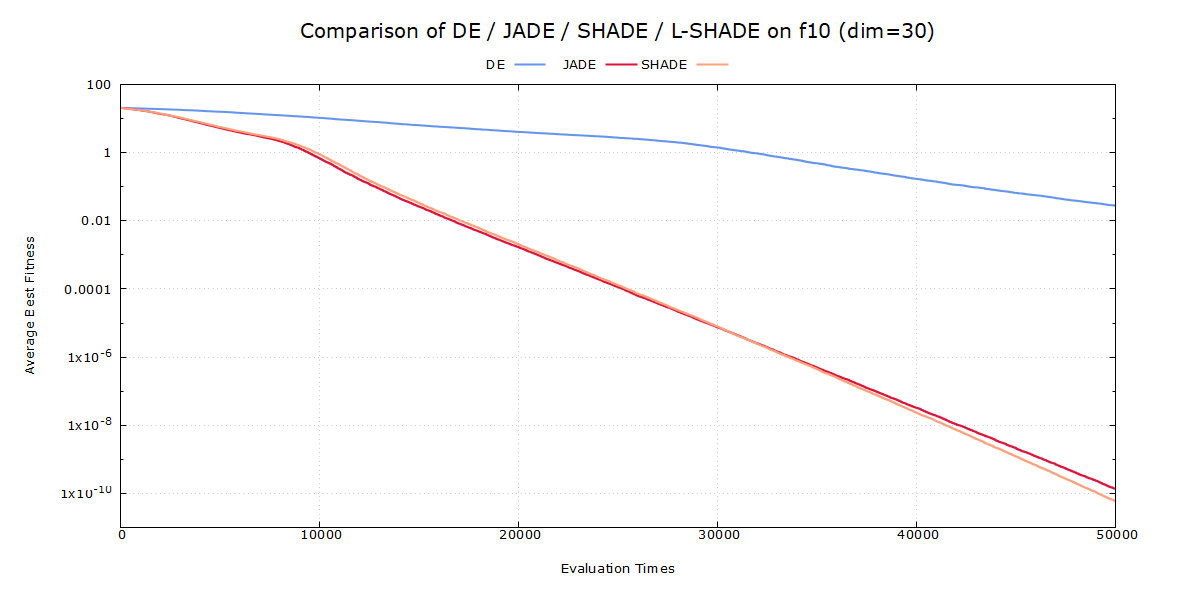 Comparison of DE / JADE / SHADE / L-SHADE on f10 (dim=30)
DE JADE SHADE
100
1
0.01
0.0001
1x10^-6
1x10^-8
1x10^-10
Average Best Fitness
0 10000 20000 30000 40000 50000
Evaluation Times